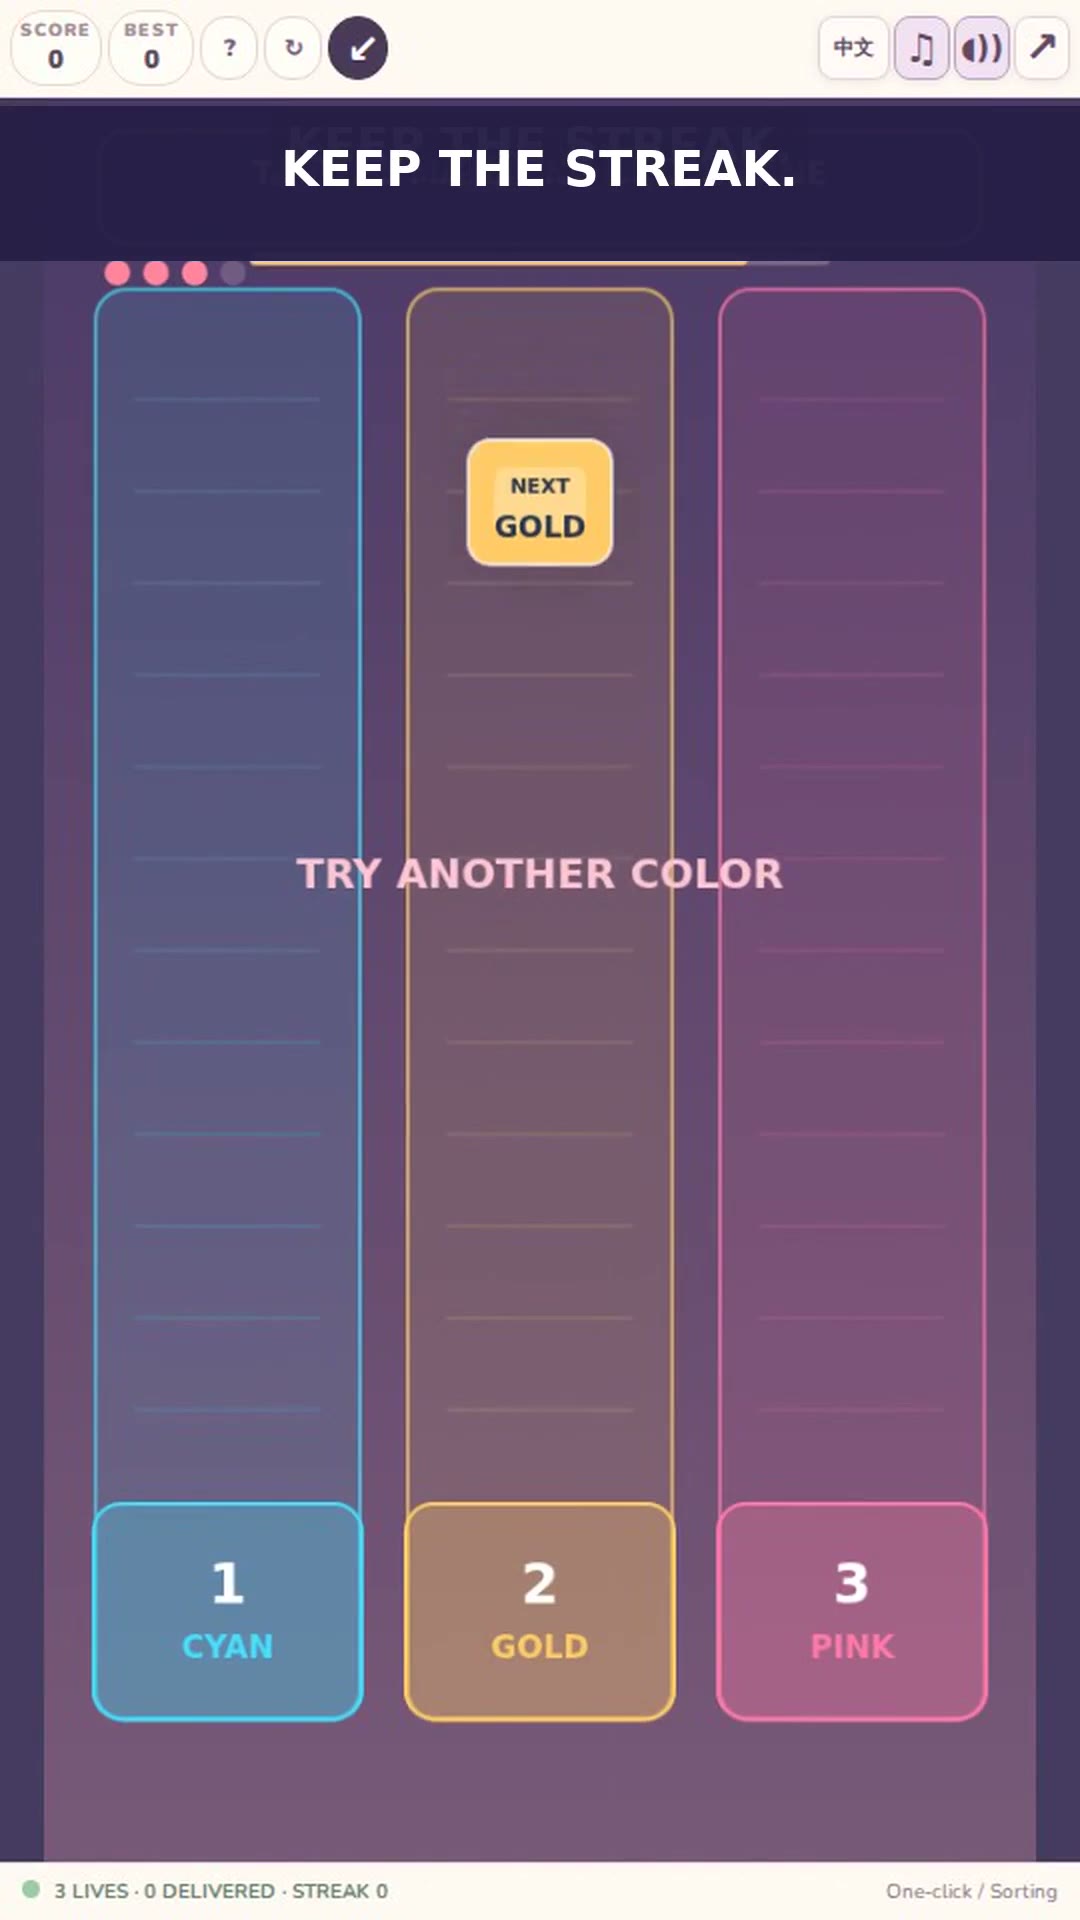 SCORE
0
BEST
0
?
中文
KEEP THE STREAK.
NEXT
GOLD
TRY ANOTHER COLOR
1
CYAN
2
GOLD
3
PINK
3 LIVES · 0 DELIVERED · STREAK 0
One-click / Sorting